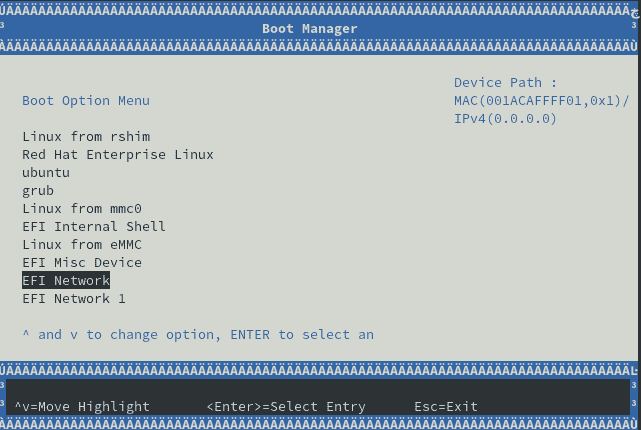 Boot Manager
Device Path :
Boot Option Menu
MAC(001ACAFFFF01,0x1)/
IPv4(0.0.0.0)
Linux from rshim
Red Hat Enterprise Linux
ubuntu
grub
Linux from mmc0
EFI Internal Shell
Linux from eMMC
EFI Misc Device
EFI Network
EFI Network 1
^ and v to change option, ENTER to select an
^v=Move Highlight <Enter>=Select Entry Esc=Exit